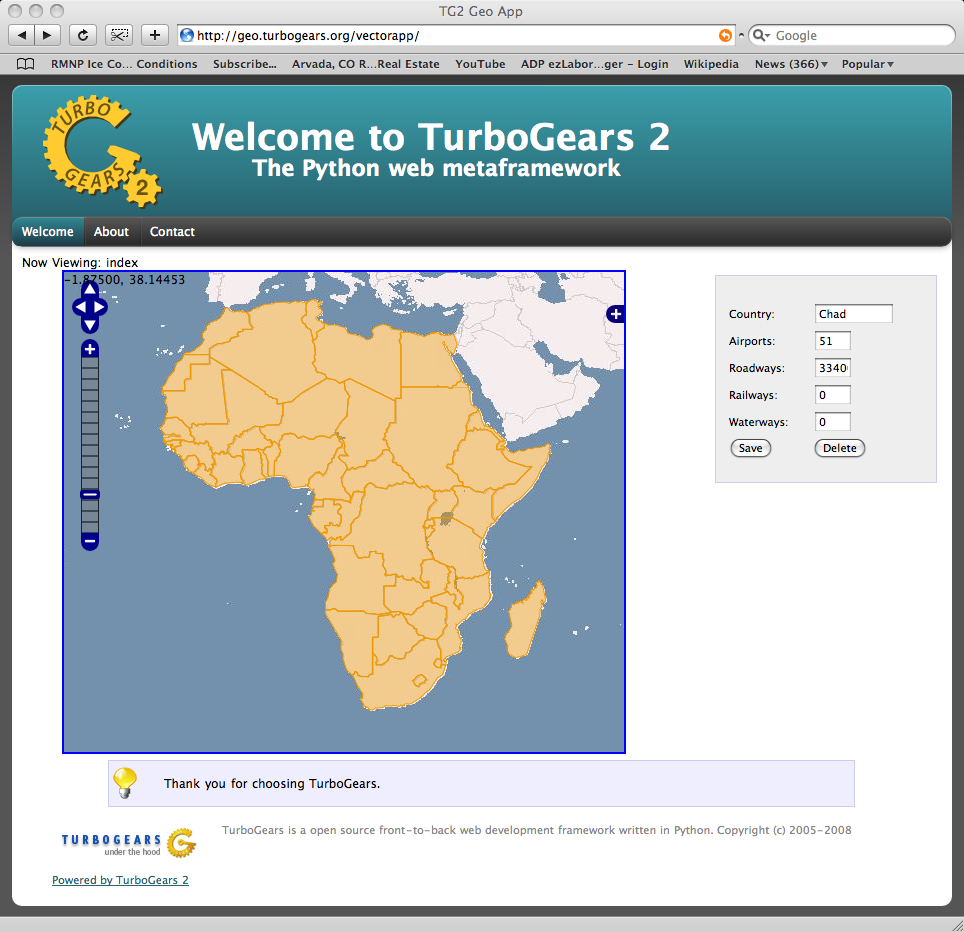 TG2 Geo App
http://geo.turbogears.org/vectorapp/
Google
RMNP Ice Co... Conditions Subscribe... Arvada, CO R...Real Estate YouTube ADP ezLabor...ger – Login Wikipedia News (366)▾ Popular▾
TURBO
GEARS
2
Welcome to TurboGears 2
The Python web metaframework
Welcome About Contact
Now Viewing: index
-1.87500, 38.14453
Country: Chad
Airports: 51
Roadways: 3340
Railways: 0
Waterways: 0
Save Delete
Thank you for choosing TurboGears.
TURBOGEARS
under the hood
TurboGears is a open source front-to-back web development framework written in Python. Copyright (c) 2005-2008
Powered by TurboGears 2